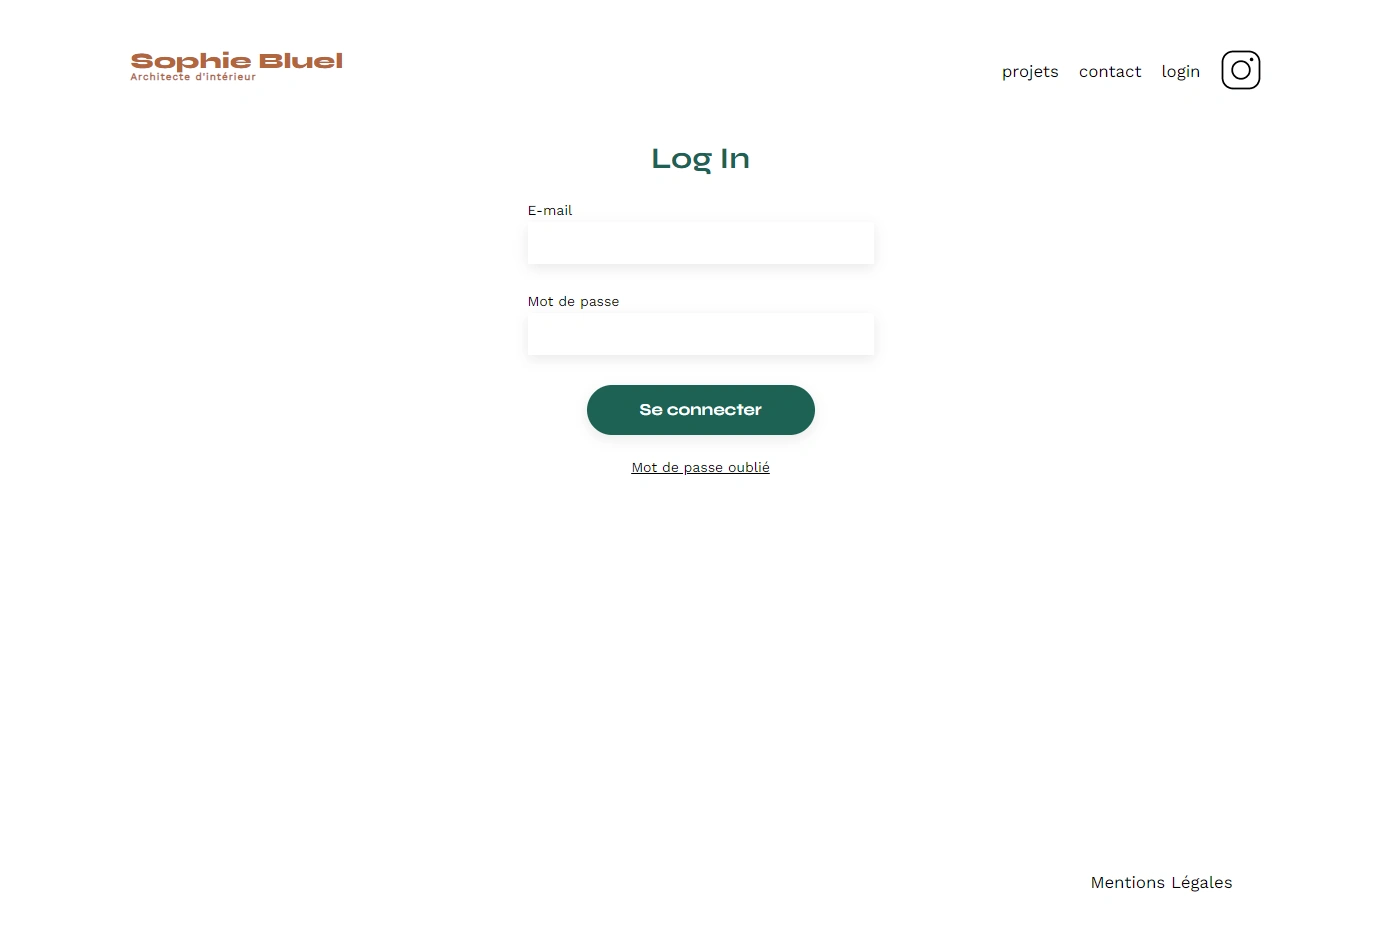 Sophie Bluel
Architecte d'intérieur
projets contact login
Log In
E-mail
Mot de passe
Se connecter
Mot de passe oublié
Mentions Légales